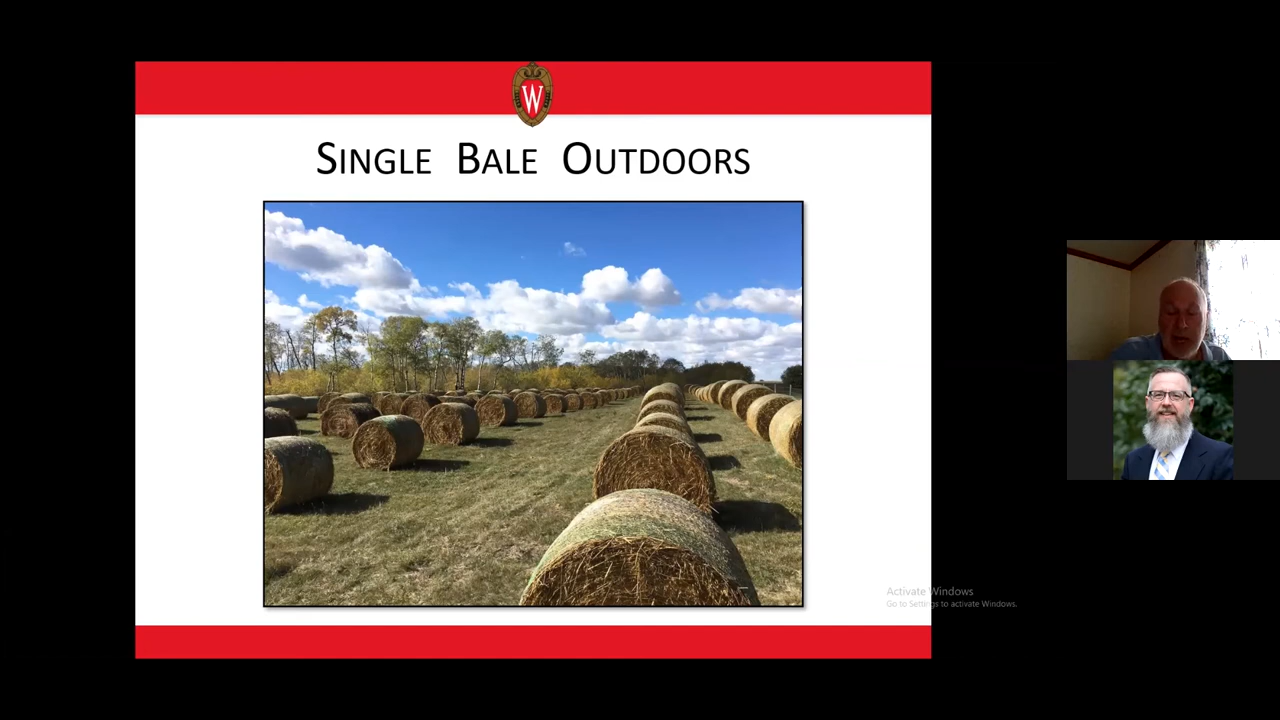 W
SINGLE BALE OUTDOORS
Activate Windows
Go to Settings to activate Windows.